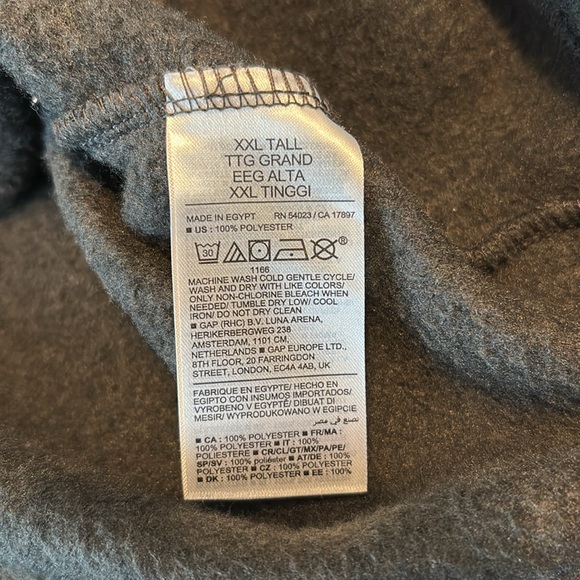 XXL TALL
TTG GRAND
EEG ALTA
XXL TINGGI
MADE IN EGYPT RN 54023 / CA 17897
■ US : 100% POLYESTER
30 ®
1166
MACHINE WASH COLD GENTLE CYCLE/
WASH AND DRY WITH LIKE COLORS/
ONLY NON-CHLORINE BLEACH WHEN
NEEDED/ TUMBLE DRY LOW/ COOL
IRON/ DO NOT DRY CLEAN
■ GAP (RHC) B.V. LUNA ARENA,
HERIKERBERGWEG 238
AMSTERDAM, 1101 CM,
NETHERLANDS ■ GAP EUROPE LTD.,
8TH FLOOR, 20 FARRINGDON
STREET, LONDON, EC4A 4AB, UK
FABRIQUE EN EGYPTE/ HECHO EN
EGIPTO CON INSUMOS IMPORTADOS/
VYROBENO V EGYPTĚ/ DIBUAT DI
MESIR/ WYPRODUKOWANO W EGIPCIE
صنع في مصر
■ CA : 100% POLYESTER ■ FR/MA :
100% POLYESTER ■ IT : 100%
POLIESTERE ■ CR/CL/GT/MX/PA/PE/
SP/SV : 100% poliéster ■ AT/DE : 100%
POLYESTER ■ CZ : 100% POLYESTER
■ DK : 100% POLYESTER ■ EE : 100%